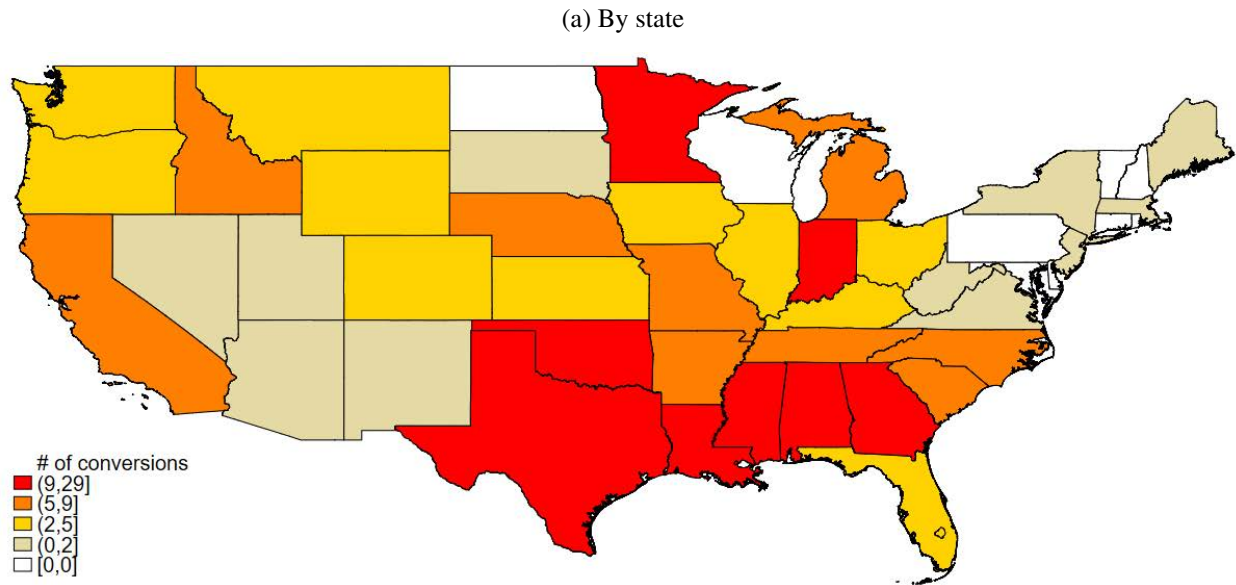 (a) By state
# of conversions
(9,29]
(5,9]
(2,5]
(0,2]
[0,0]